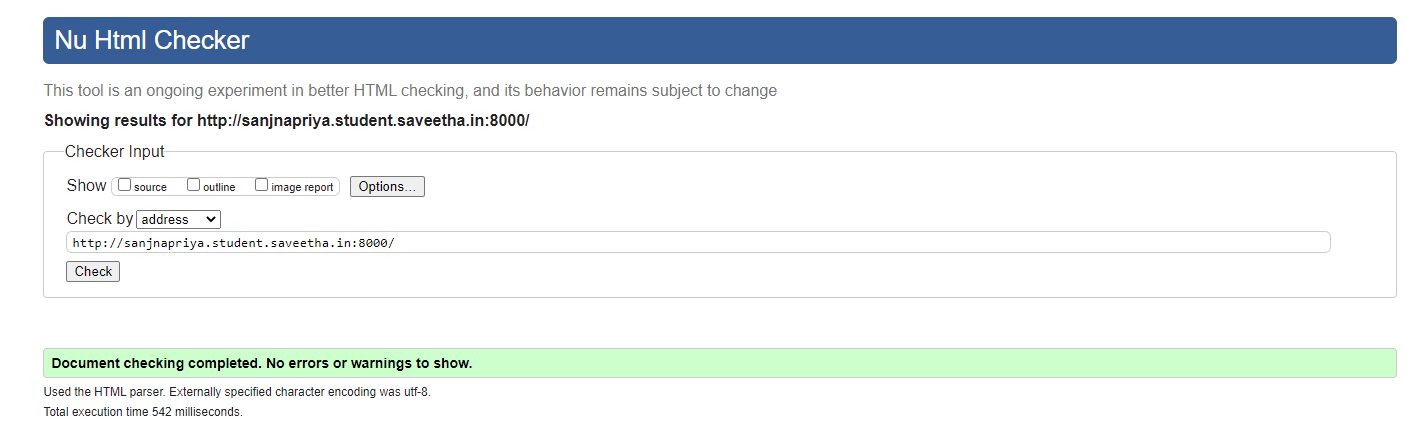 Nu Html Checker
This tool is an ongoing experiment in better HTML checking, and its behavior remains subject to change
Showing results for http://sanjnapriya.student.saveetha.in:8000/
Checker Input
Show source outline image report Options...
Check by address
http://sanjnapriya.student.saveetha.in:8000/
Check
Document checking completed. No errors or warnings to show.
Used the HTML parser. Externally specified character encoding was utf-8.
Total execution time 542 milliseconds.